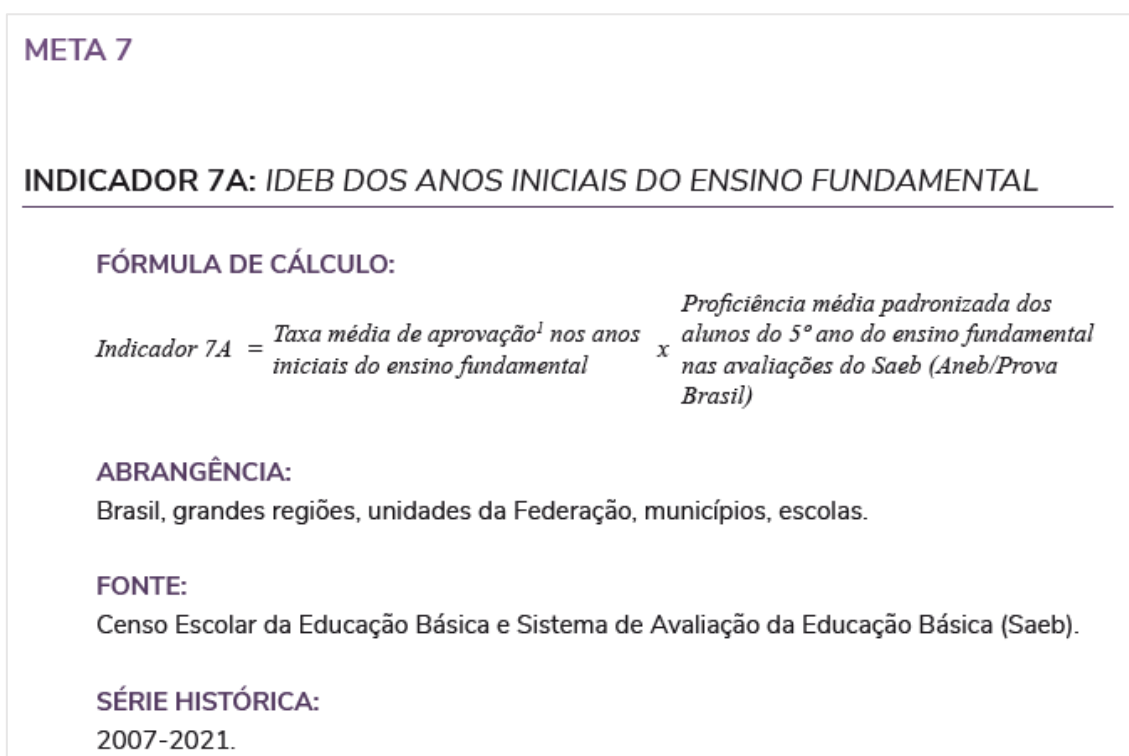 META 7
INDICADOR 7A: IDEB DOS ANOS INICIAIS DO ENSINO FUNDAMENTAL
FÓRMULA DE CÁLCULO:
Indicador 7A = Taxa média de aprovação¹ nos anos iniciais do ensino fundamental x Proficiência média padronizada dos alunos do 5º ano do ensino fundamental nas avaliações do Saeb (Aneb/Prova Brasil)
ABRANGÊNCIA:
Brasil, grandes regiões, unidades da Federação, municípios, escolas.
FONTE:
Censo Escolar da Educação Básica e Sistema de Avaliação da Educação Básica (Saeb).
SÉRIE HISTÓRICA:
2007-2021.